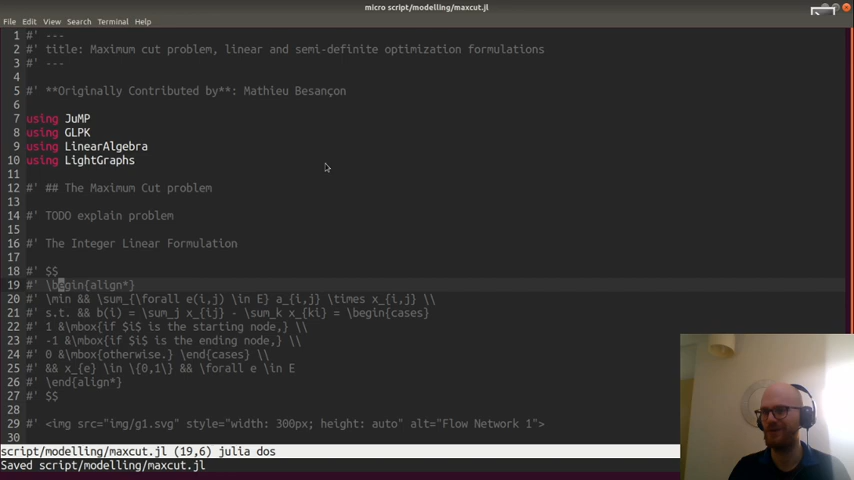 micro script/modelling/maxcut.jl
File Edit View Search Terminal Help
1 #' ---
2 #' title: Maximum cut problem, linear and semi-definite optimization formulations
3 #' ---
4
5 #' **Originally Contributed by**: Mathieu Besançon
6
7 using JuMP
8 using GLPK
9 using LinearAlgebra
10 using LightGraphs
11
12 #' ## The Maximum Cut problem
13
14 #' TODO explain problem
15
16 #' The Integer Linear Formulation
17
18 #' $$
19 #' \begin{align*}
20 #' \min && \sum_{\forall e(i,j) \in E} a_{i,j} \times x_{i,j} \\
21 #' s.t. && b(i) = \sum_j x_{ij} - \sum_k x_{ki} = \begin{cases}
22 #' 1 &\mbox{if $i$ is the starting node,} \\
23 #' -1 &\mbox{if $i$ is the ending node,} \\
24 #' 0 &\mbox{otherwise.} \end{cases} \\
25 #' && x_{e} \in \{0,1\} && \forall e \in E
26 #' \end{align*}
27 #' $$
28
29 #' <img src="img/g1.svg" style="width: 300px; height: auto" alt="Flow Network 1">
30
script/modelling/maxcut.jl (19,6) julia dos
Saved script/modelling/maxcut.jl